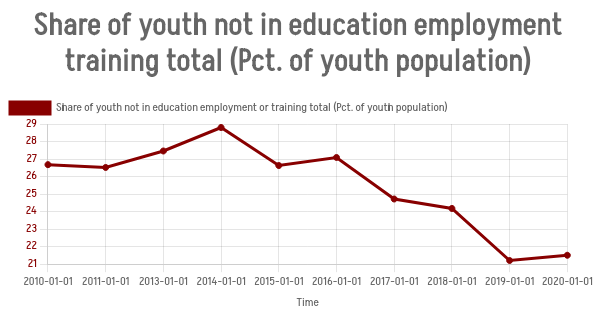 Share of youth not in education employment
training total (Pct. of youth population)
Share of youth not in education employment or training total (Pct. of youth population)
29
28
27
26
25
24
23
22
21
2010-01-01 2011-01-01 2013-01-01 2014-01-01 2015-01-01 2016-01-01 2017-01-01 2018-01-01 2019-01-01 2020-01-01
Time